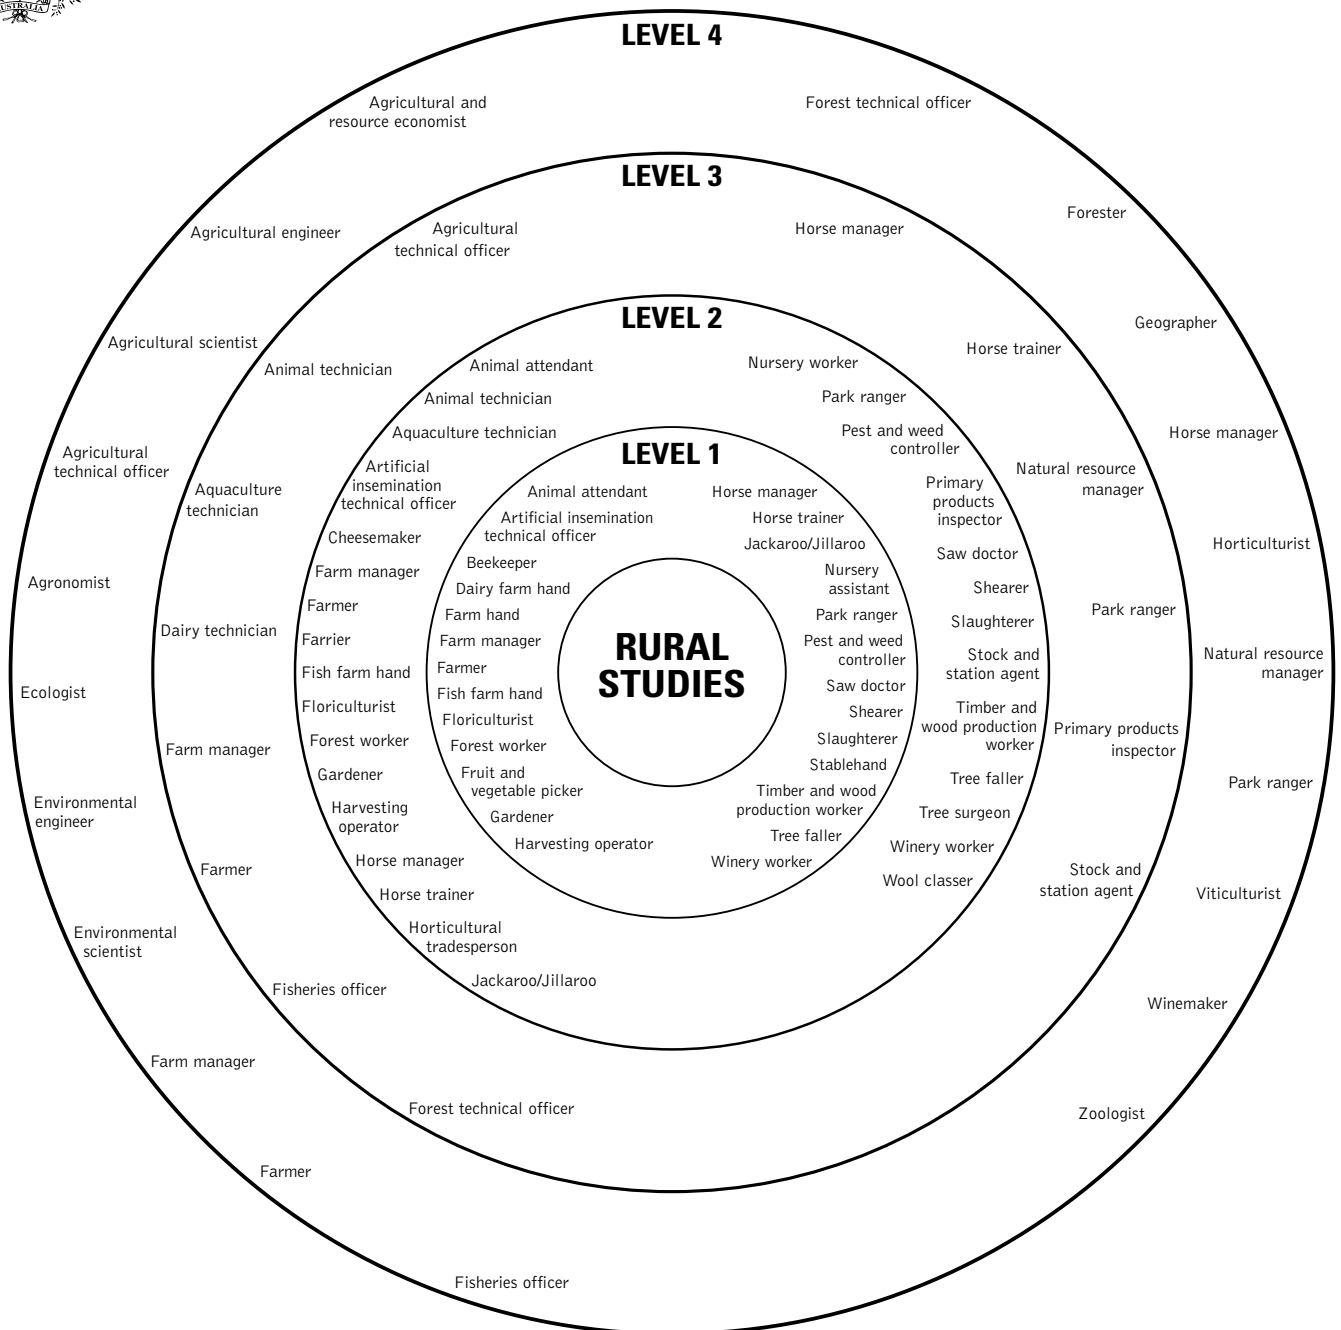 AUSTRALIA
LEVEL 4
Agricultural and
resource economist
Agricultural engineer
Agricultural scientist
Agricultural
technical officer
Agronomist
Ecologist
Environmental
engineer
Environmental
scientist
Farm manager
Farmer
Fisheries officer
Forest technical officer
Forester
Geographer
Horse manager
Horticulturist
Natural resource
manager
Park ranger
Viticulturist
Winemaker
Zoologist
LEVEL 3
Agricultural
technical officer
Animal technician
Aquaculture
technician
Dairy technician
Farm manager
Farmer
Fisheries officer
Forest technical officer
Horse manager
Horse trainer
Natural resource
manager
Park ranger
Primary products
inspector
Stock and
station agent
LEVEL 2
Animal attendant
Animal technician
Aquaculture technician
Artificial
insemination
technical officer
Cheesemaker
Farm manager
Farmer
Farrier
Fish farm hand
Floriculturist
Forest worker
Gardener
Harvesting
operator
Horse manager
Horse trainer
Horticultural
tradesperson
Jackaroo/Jillaroo
Nursery worker
Park ranger
Pest and weed
controller
Primary
products
inspector
Saw doctor
Shearer
Slaughterer
Stock and
station agent
Timber and
wood production
worker
Tree faller
Tree surgeon
Winery worker
Wool classer
LEVEL 1
Animal attendant
Artificial insemination
technical officer
Beekeeper
Dairy farm hand
Farm hand
Farm manager
Farmer
Fish farm hand
Floriculturist
Forest worker
Fruit and
vegetable picker
Gardener
Harvesting operator
Horse manager
Horse trainer
Jackaroo/Jillaroo
Nursery
assistant
Park ranger
Pest and weed
controller
Saw doctor
Shearer
Slaughterer
Stablehand
Timber and wood
production worker
Tree faller
Winery worker
RURAL
STUDIES